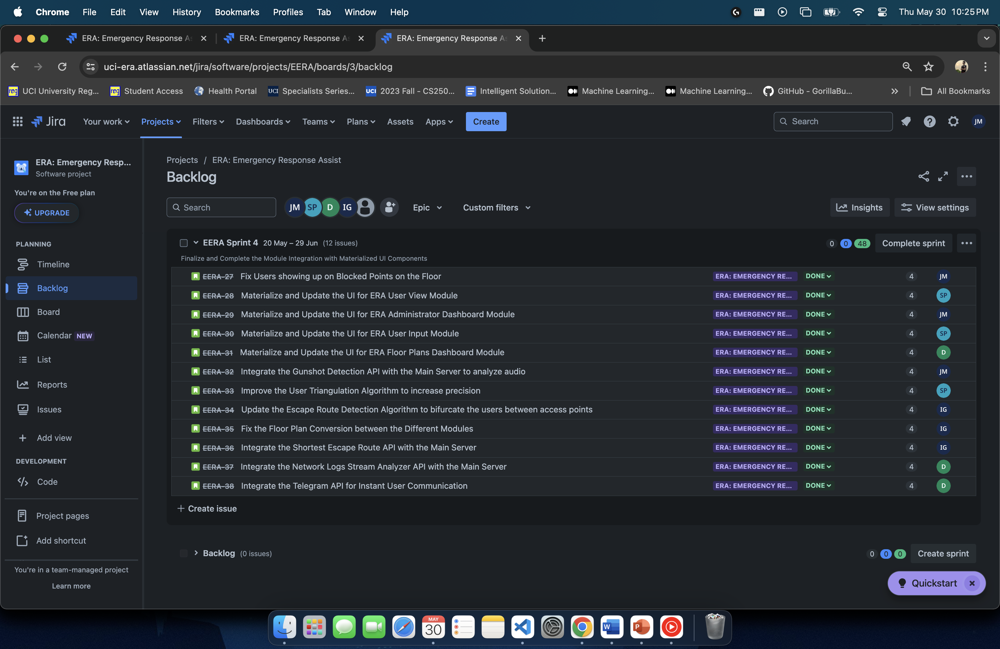 Chrome File Edit View History Bookmarks Profiles Tab Window Help Thu May 30 10:25 PM
ERA: Emergency Response As ERA: Emergency Response As ERA: Emergency Response As
uci-era.atlassian.net/jira/software/projects/EERA/boards/3/backlog
reg UCI University Reg... reg Student Access Health Portal UCI Specialists Series... UCI 2023 Fall - CS250... Intelligent Solution... Machine Learning... Machine Learning... GitHub - GorillaBu... All Bookmarks
Jira Your work Projects Filters Dashboards Teams Plans Assets Apps Create Search JM
ERA: Emergency Resp...
Software project
You're on the Free plan
UPGRADE
PLANNING
Timeline
Backlog
Board
Calendar NEW
List
Reports
Issues
Add view
DEVELOPMENT
Code
Project pages
Add shortcut
You're in a team-managed project
Learn more
Projects / ERA: Emergency Response Assist
Backlog
Search JM SP D IG Epic Custom filters Insights View settings
EERA Sprint 4 20 May – 29 Jun (12 issues) 0 0 48 Complete sprint
Finalize and Complete the Module Integration with Materialized UI Components
EERA-27 Fix Users showing up on Blocked Points on the Floor ERA: EMERGENCY RE... DONE 4 JM
EERA-28 Materialize and Update the UI for ERA User View Module ERA: EMERGENCY RE... DONE 4 SP
EERA-29 Materialize and Update the UI for ERA Administrator Dashboard Module ERA: EMERGENCY RE... DONE 4 JM
EERA-30 Materialize and Update the UI for ERA User Input Module ERA: EMERGENCY RE... DONE 4 SP
EERA-31 Materialize and Update the UI for ERA Floor Plans Dashboard Module ERA: EMERGENCY RE... DONE 4 D
EERA-32 Integrate the Gunshot Detection API with the Main Server to analyze audio ERA: EMERGENCY RE... DONE 4 JM
EERA-33 Improve the User Triangulation Algorithm to increase precision ERA: EMERGENCY RE... DONE 4 SP
EERA-34 Update the Escape Route Detection Algorithm to bifurcate the users between access points ERA: EMERGENCY RE... DONE 4 IG
EERA-35 Fix the Floor Plan Conversion between the Different Modules ERA: EMERGENCY RE... DONE 4 IG
EERA-36 Integrate the Shortest Escape Route API with the Main Server ERA: EMERGENCY RE... DONE 4 IG
EERA-37 Integrate the Network Logs Stream Analyzer API with the Main Server ERA: EMERGENCY RE... DONE 4 D
EERA-38 Integrate the Telegram API for Instant User Communication ERA: EMERGENCY RE... DONE 4 D
Create issue
Backlog (0 issues) 0 0 0 Create sprint
Quickstart
MAY
30
W
P